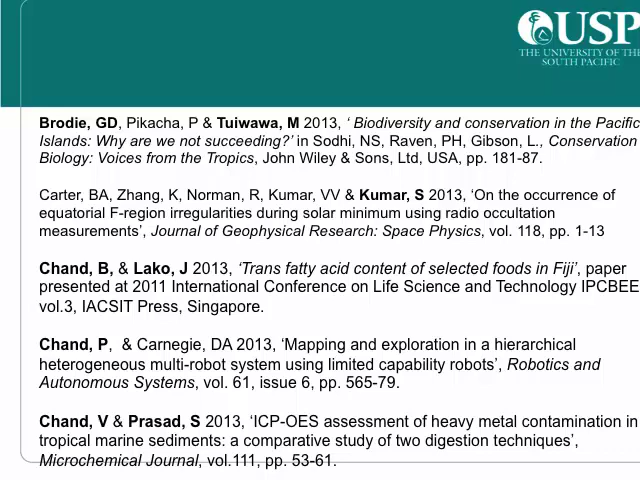 USP
THE UNIVERSITY OF THE
SOUTH PACIFIC
Brodie, GD, Pikacha, P & Tuiwawa, M 2013, ‘ Biodiversity and conservation in the Pacific
Islands: Why are we not succeeding?’ in Sodhi, NS, Raven, PH, Gibson, L., Conservation
Biology: Voices from the Tropics, John Wiley & Sons, Ltd, USA, pp. 181-87.
Carter, BA, Zhang, K, Norman, R, Kumar, VV & Kumar, S 2013, ‘On the occurrence of
equatorial F-region irregularities during solar minimum using radio occultation
measurements’, Journal of Geophysical Research: Space Physics, vol. 118, pp. 1-13
Chand, B, & Lako, J 2013, ‘Trans fatty acid content of selected foods in Fiji’, paper
presented at 2011 International Conference on Life Science and Technology IPCBEE
vol.3, IACSIT Press, Singapore.
Chand, P,  & Carnegie, DA 2013, ‘Mapping and exploration in a hierarchical
heterogeneous multi-robot system using limited capability robots’, Robotics and
Autonomous Systems, vol. 61, issue 6, pp. 565-79.
Chand, V & Prasad, S 2013, ‘ICP-OES assessment of heavy metal contamination in
tropical marine sediments: a comparative study of two digestion techniques’,
Microchemical Journal, vol.111, pp. 53-61.